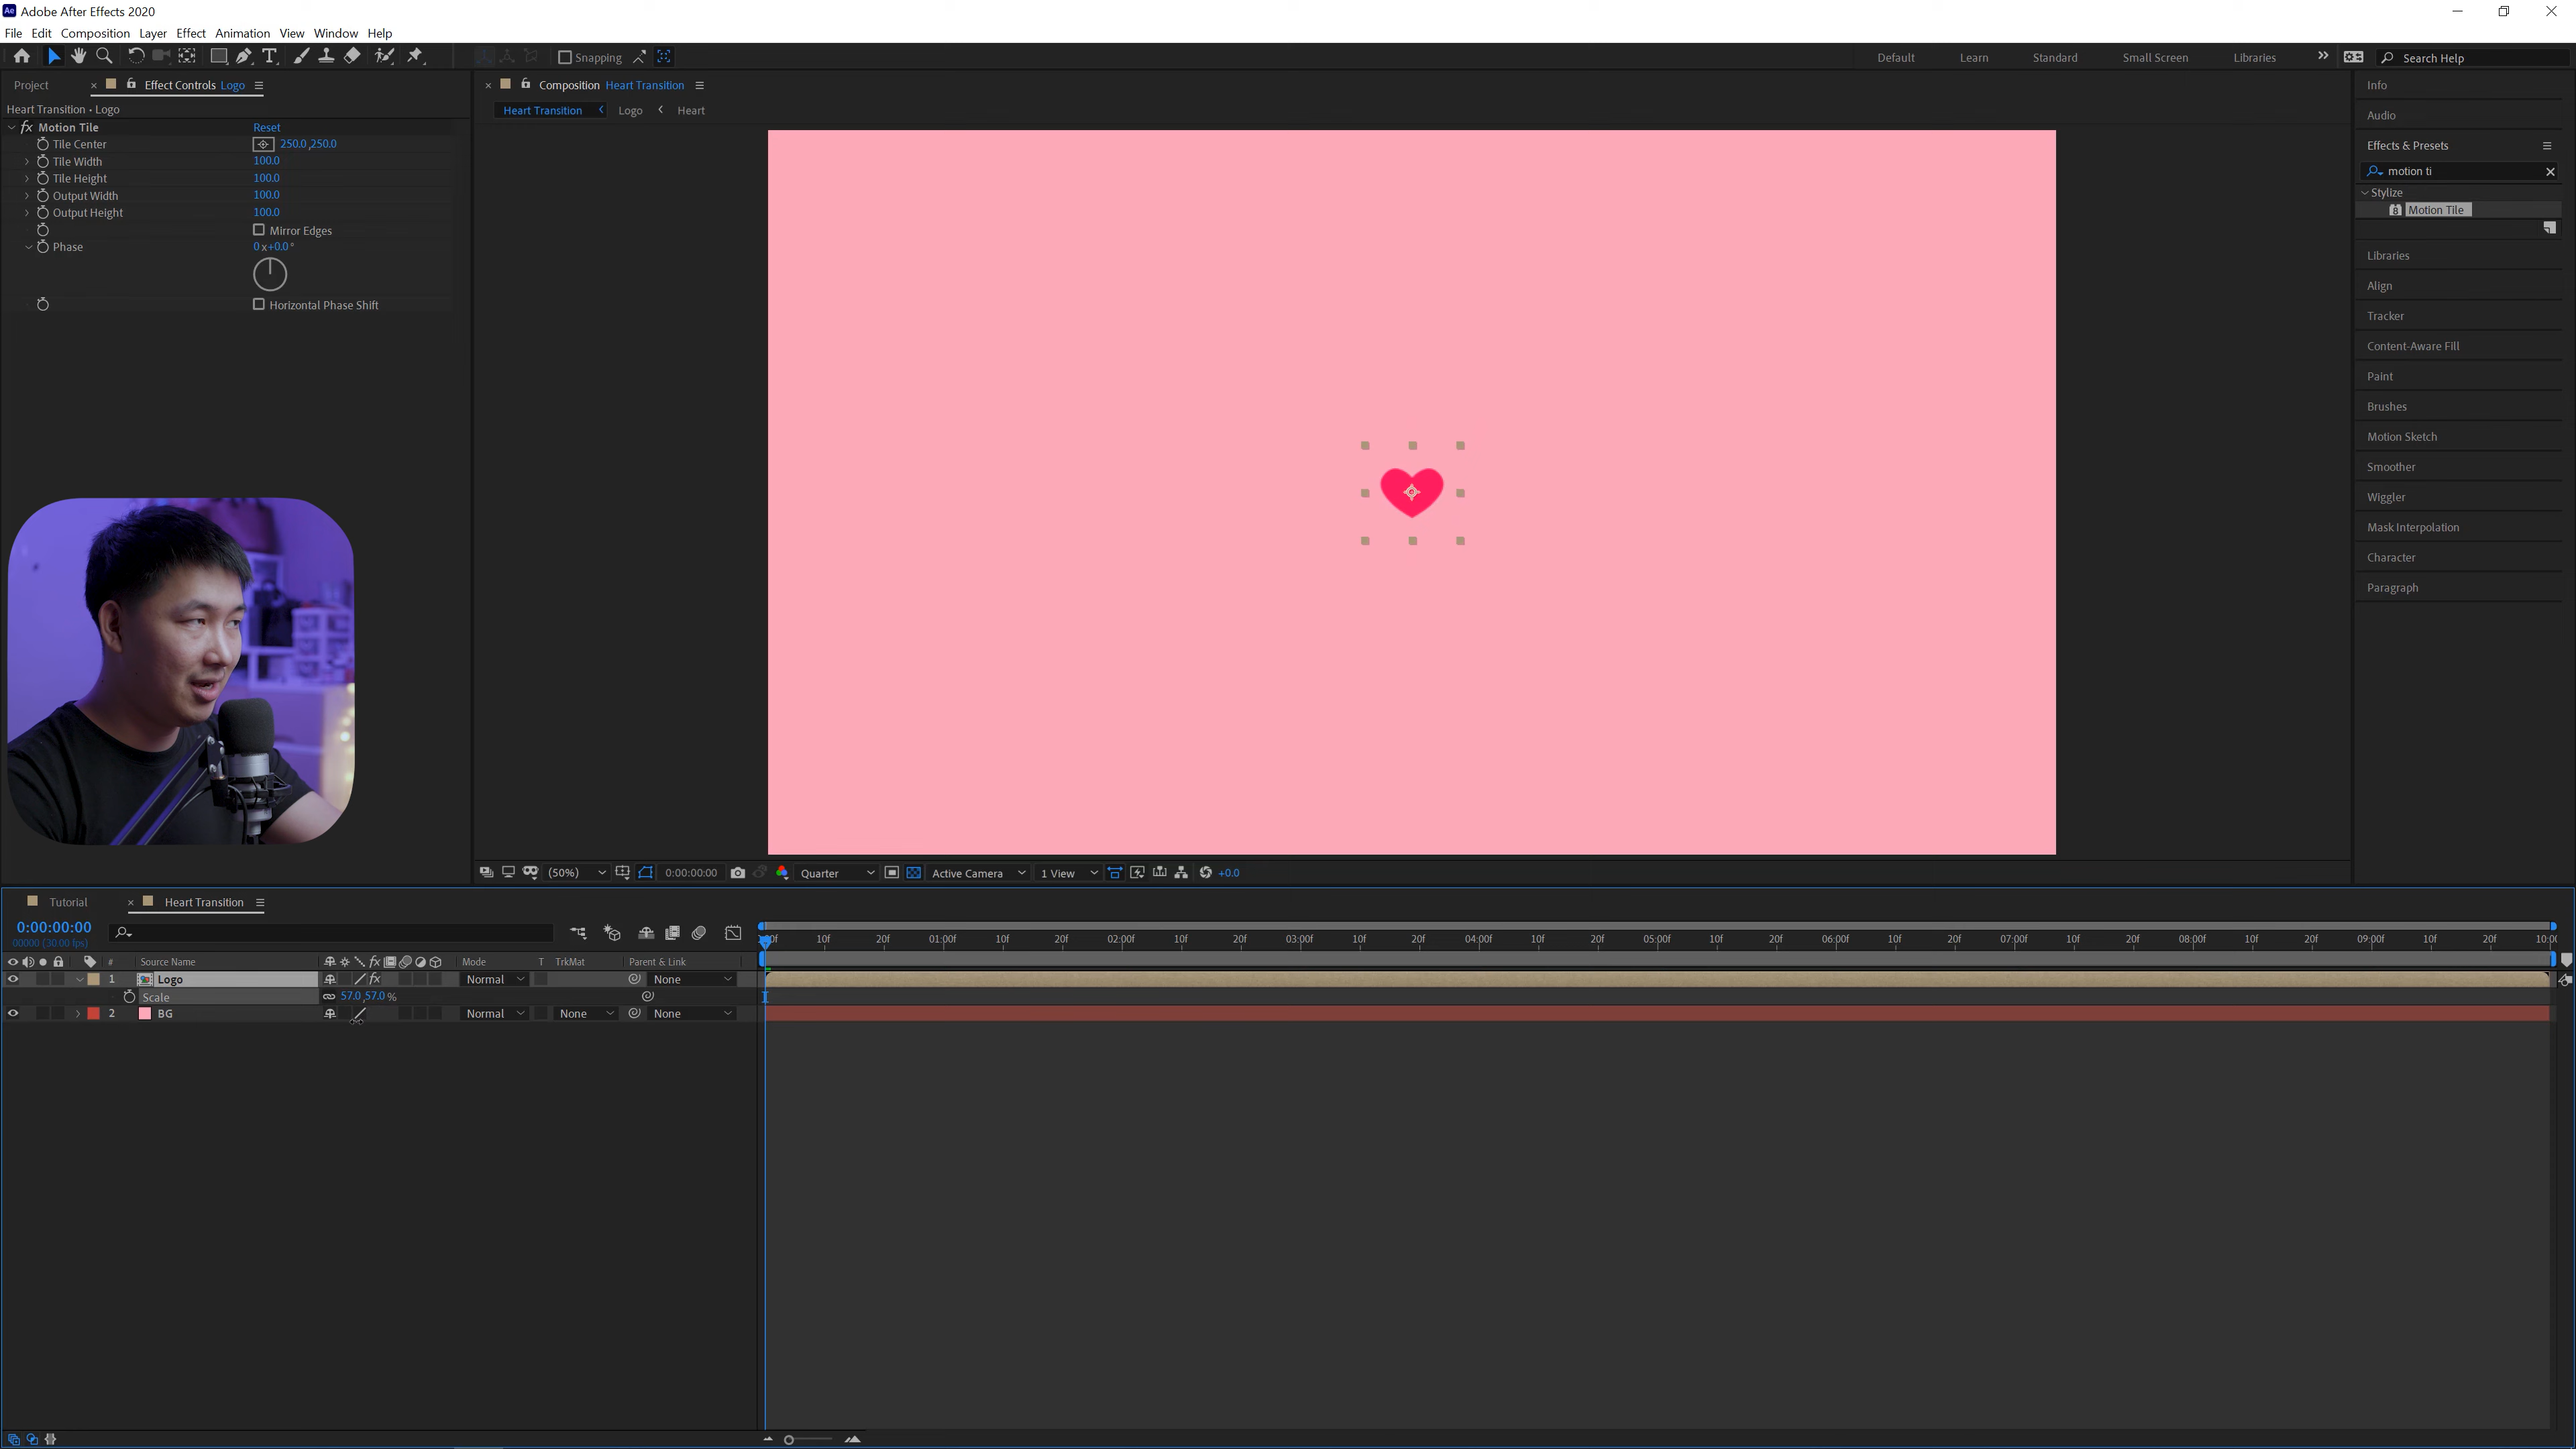 Ae Adobe After Effects 2020
File Edit Composition Layer Effect Animation View Window Help
Snapping Default Learn Standard Small Screen Libraries Search Help
Project Effect Controls Logo
Heart Transition • Logo
fx Motion Tile Reset
Tile Center 250.0,250.0
Tile Width 100.0
Tile Height 100.0
Output Width 100.0
Output Height 100.0
Mirror Edges
Phase 0x+0.0°
Horizontal Phase Shift
Composition Heart Transition
Heart Transition Logo Heart
(50%) 0:00:00:00 Quarter Active Camera 1 View +0.0
Info
Audio
Effects & Presets
motion ti
Stylize
Motion Tile
Libraries
Align
Tracker
Content-Aware Fill
Paint
Brushes
Motion Sketch
Smoother
Wiggler
Mask Interpolation
Character
Paragraph
Tutorial Heart Transition
0:00:00:00
00000 (30.00 fps)
10f 20f 01:00f 10f 20f 02:00f 10f 20f 03:00f 10f 20f 04:00f 10f 20f 05:00f 10f 20f 06:00f 10f 20f 07:00f 10f 20f 08:00f 10f 20f 09:00f 10f 20f
# Source Name fx Mode T TrkMat Parent & Link
1 Logo fx Normal None
Scale 57.0,57.0%
2 BG Normal None None